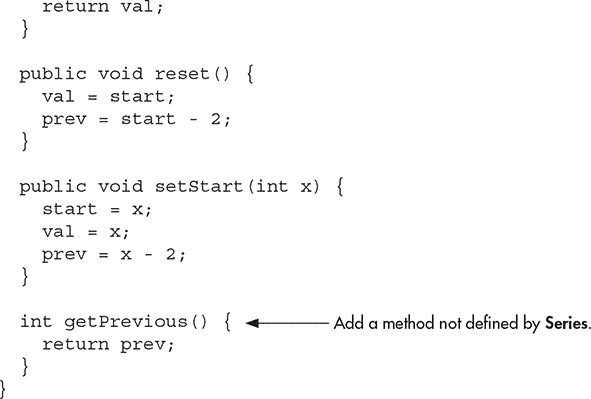 return val;
}
public void reset() {
val = start;
prev = start - 2;
}
public void setStart(int x) {
start = x;
val = x;
prev = x - 2;
}
int getPrevious() { Add a method not defined by Series.
return prev;
}
}